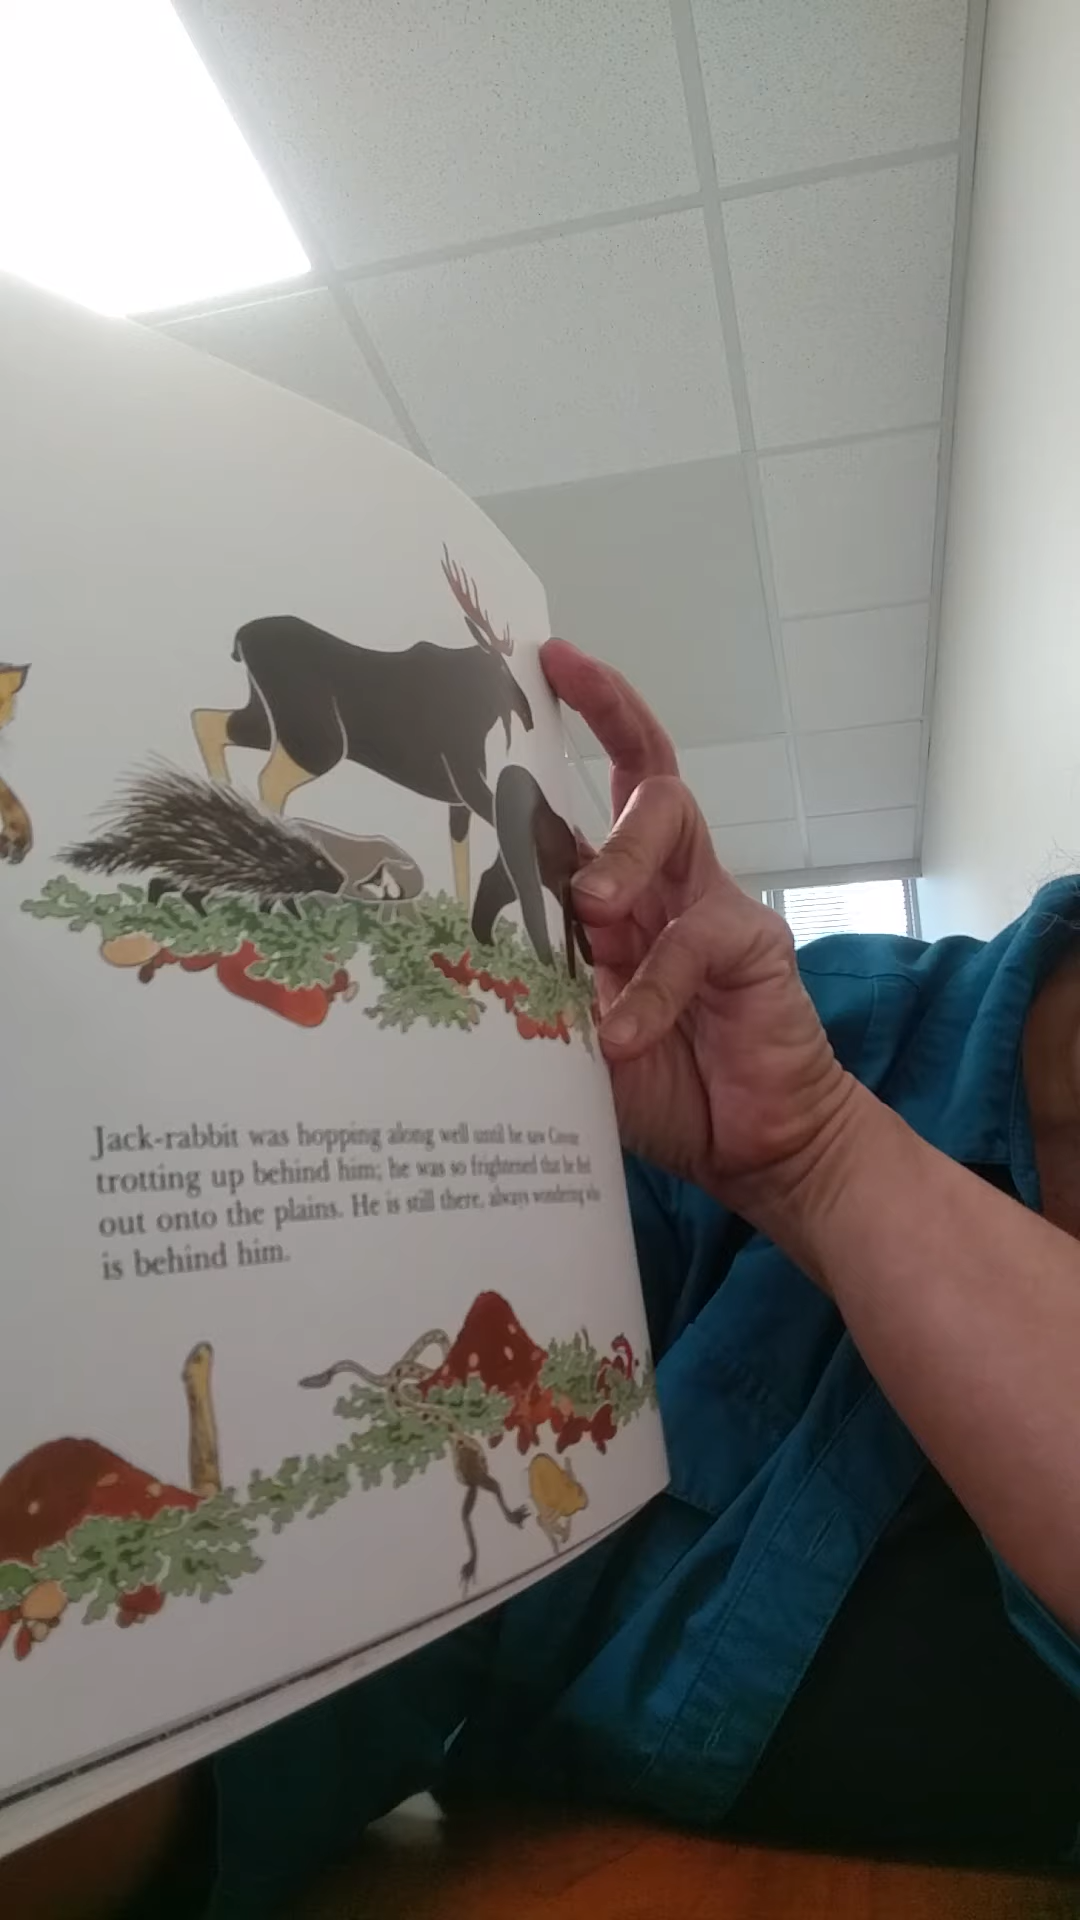 Jack-rabbit was hopping along well until he saw Coyote
trotting up behind him; he was so frightened that he fled
out onto the plains. He is still there, always wondering who
is behind him.